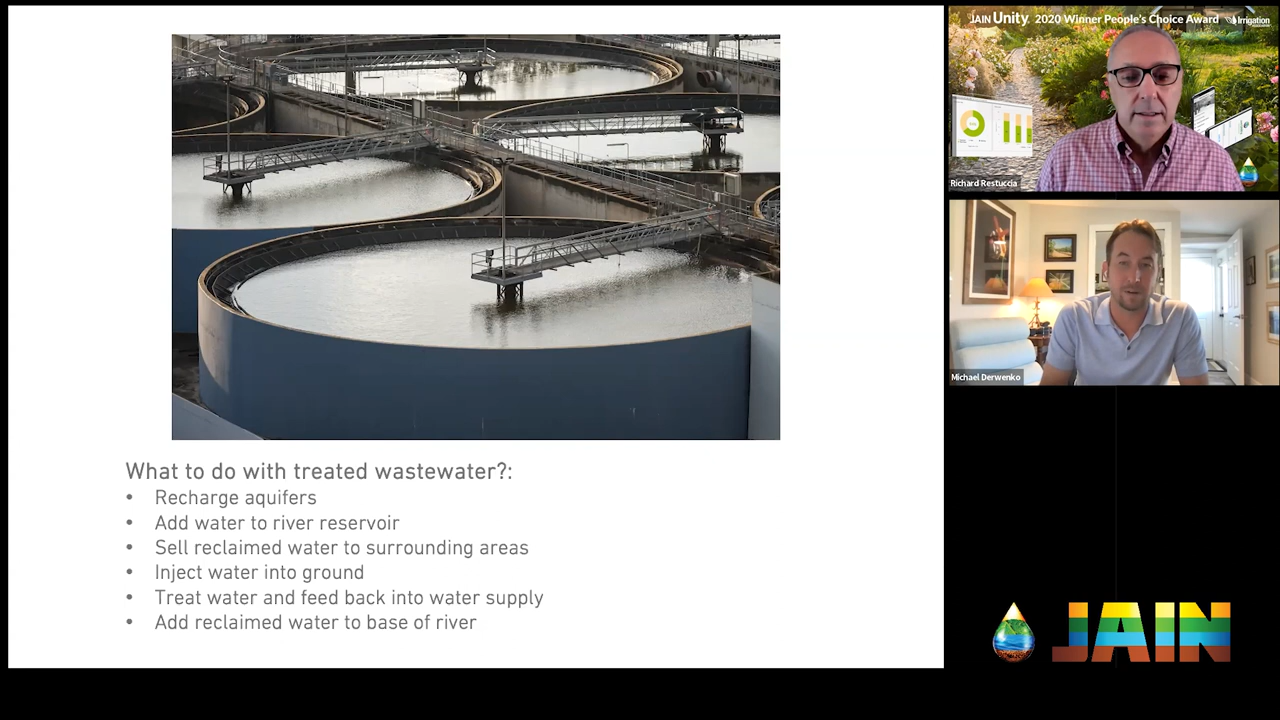 What to do with treated wastewater?:
• Recharge aquifers
• Add water to river reservoir
• Sell reclaimed water to surrounding areas
• Inject water into ground
• Treat water and feed back into water supply
• Add reclaimed water to base of river
JAIN Unity. 2020 Winner People's Choice Award Irrigation
Richard Restuccia
Michael Derwenko
JAIN